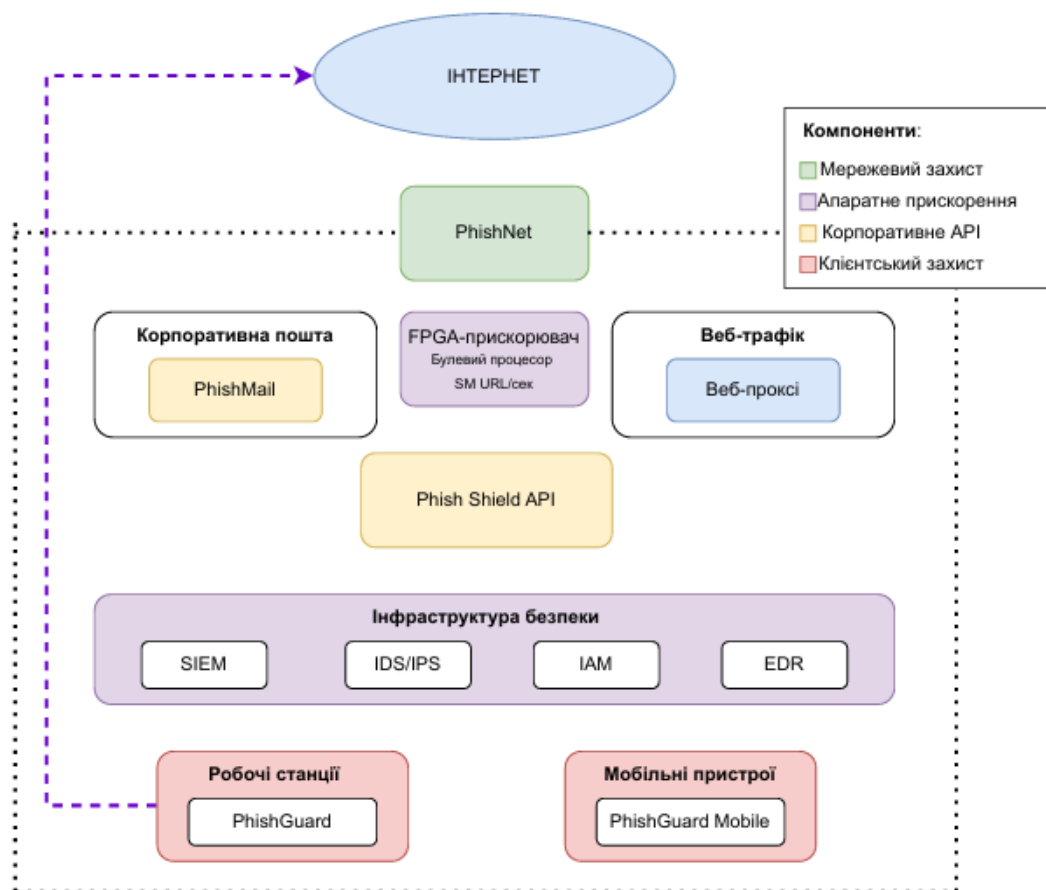 ІНТЕРНЕТ
Компоненти:
Мережевий захист
Апаратне прискорення
Корпоративне API
Клієнтський захист
PhishNet
Корпоративна пошта
PhishMail
FPGA-прискорювач
Булевий процесор
SM URL/сек
Веб-трафік
Веб-проксі
Phish Shield API
Інфраструктура безпеки
SIEM
IDS/IPS
IAM
EDR
Робочі станції
PhishGuard
Мобільні пристрої
PhishGuard Mobile